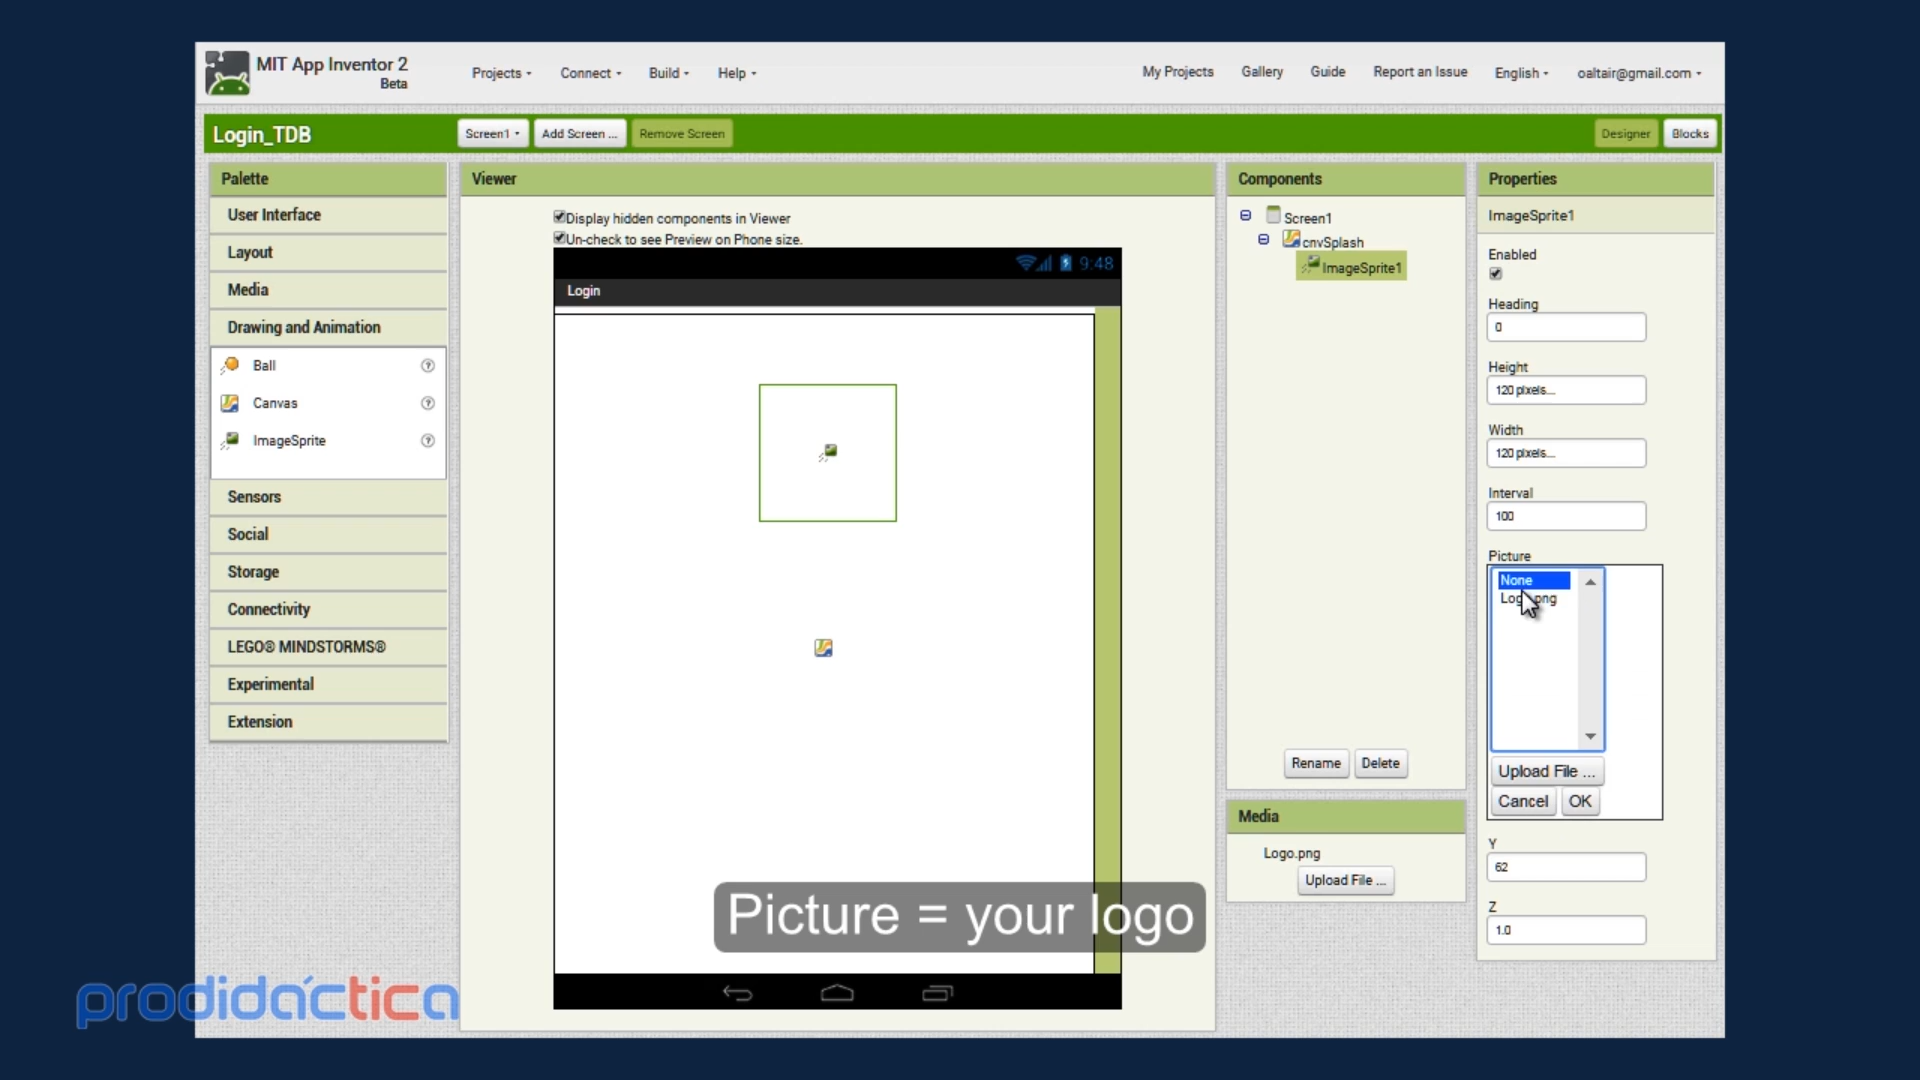 MIT App Inventor 2
Beta
Projects
Connect
Build
Help
My Projects
Gallery
Guide
Report an Issue
English
oaltair@gmail.com
Login_TDB
Screen1
Add Screen ...
Remove Screen
Designer
Blocks
Palette
User Interface
Layout
Media
Drawing and Animation
Ball
?
Canvas
?
ImageSprite
?
Sensors
Social
Storage
Connectivity
LEGO® MINDSTORMS®
Experimental
Extension
Viewer
Display hidden components in Viewer
Un-check to see Preview on Phone size.
9:48
Login
Picture = your logo
Components
Screen1
cnvSplash
ImageSprite1
Rename
Delete
Media
Logo.png
Upload File ...
Properties
ImageSprite1
Enabled
Heading
0
Height
120 pixels...
Width
120 pixels...
Interval
100
Picture
None
Logo.png
Upload File ...
Cancel
OK
Y
62
Z
1.0
prodidáctica